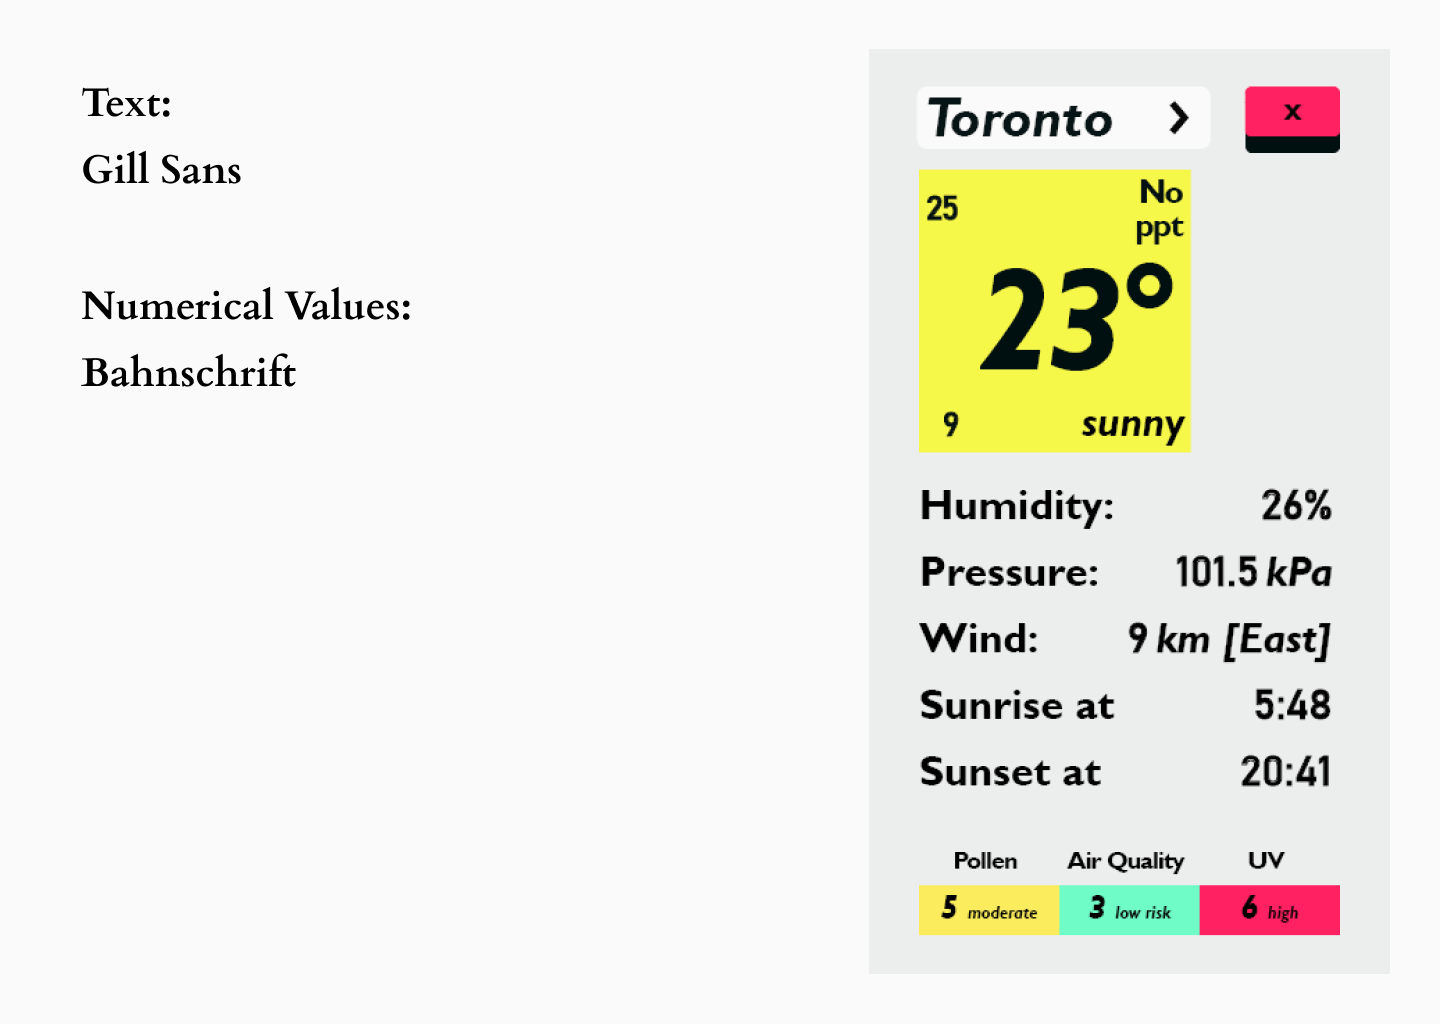 Text:
Gill Sans
Numerical Values:
Bahnschrift
Toronto >
x
25
No
ppt
23°
9
sunny
Humidity: 26%
Pressure: 101.5 kPa
Wind: 9 km [East]
Sunrise at 5:48
Sunset at 20:41
Pollen Air Quality UV
5 moderate 3 low risk 6 high